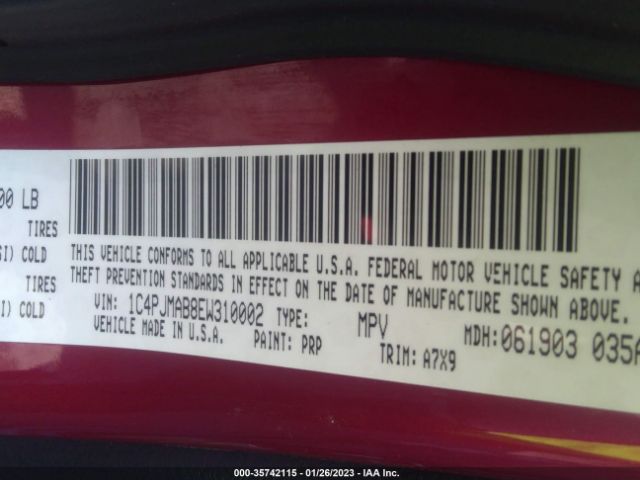 00 LB
TIRES
SI) COLD
TIRES
SI) COLD
THIS VEHICLE CONFORMS TO ALL APPLICABLE U.S.A. FEDERAL MOTOR VEHICLE SAFETY A
THEFT PREVENTION STANDARDS IN EFFECT ON THE DATE OF MANUFACTURE SHOWN ABOVE.
VIN: 1C4PJMAB8EW310002 TYPE: MPV MDH: 061903 035A
VEHICLE MADE IN U.S.A. PAINT: PRP TRIM: A7X9
000-35742115 - 01/26/2023 - IAA Inc.